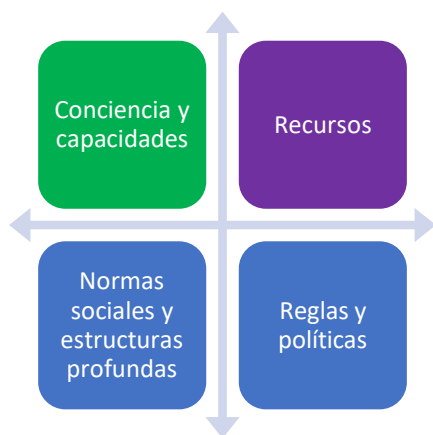 Conciencia y
capacidades
Recursos
Normas
sociales y
estructuras
profundas
Reglas y
políticas